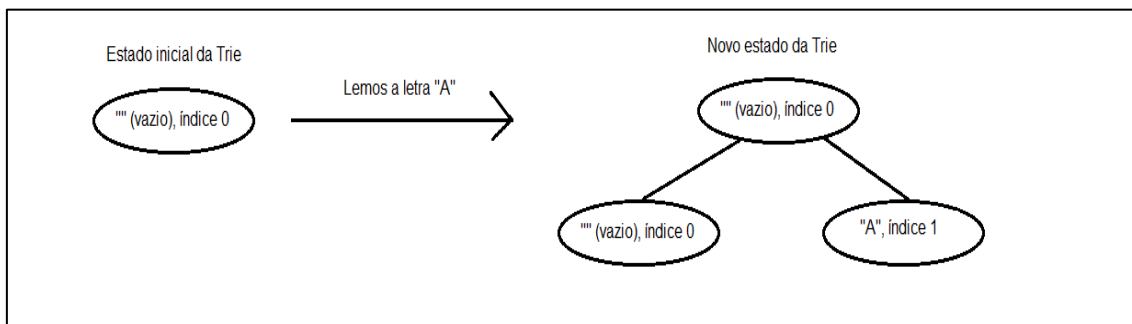 Estado inicial da Trie
"" (vazio), índice 0
Lemos a letra "A"
Novo estado da Trie
"" (vazio), índice 0
"" (vazio), índice 0
"A", índice 1